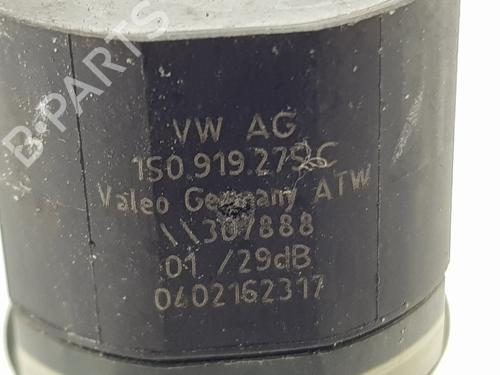 B-PARTS
VW AG
1S0.919.275 C
Valeo Germany ATW
\\307888
01 /29dB
0402162317